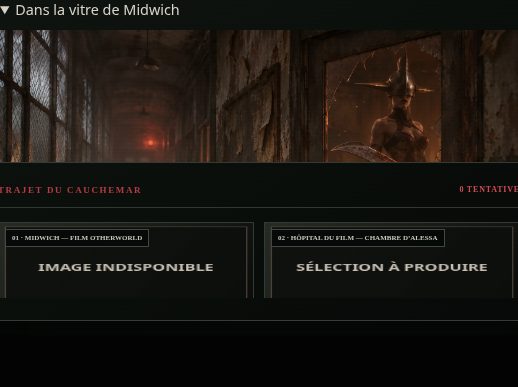 ▼ Dans la vitre de Midwich
TRAJET DU CAUCHEMAR
0 TENTATIVE
01 · MIDWICH — FILM OTHERWORLD
02 · HÔPITAL DU FILM — CHAMBRE D'ALESSA
IMAGE INDISPONIBLE
SÉLECTION À PRODUIRE